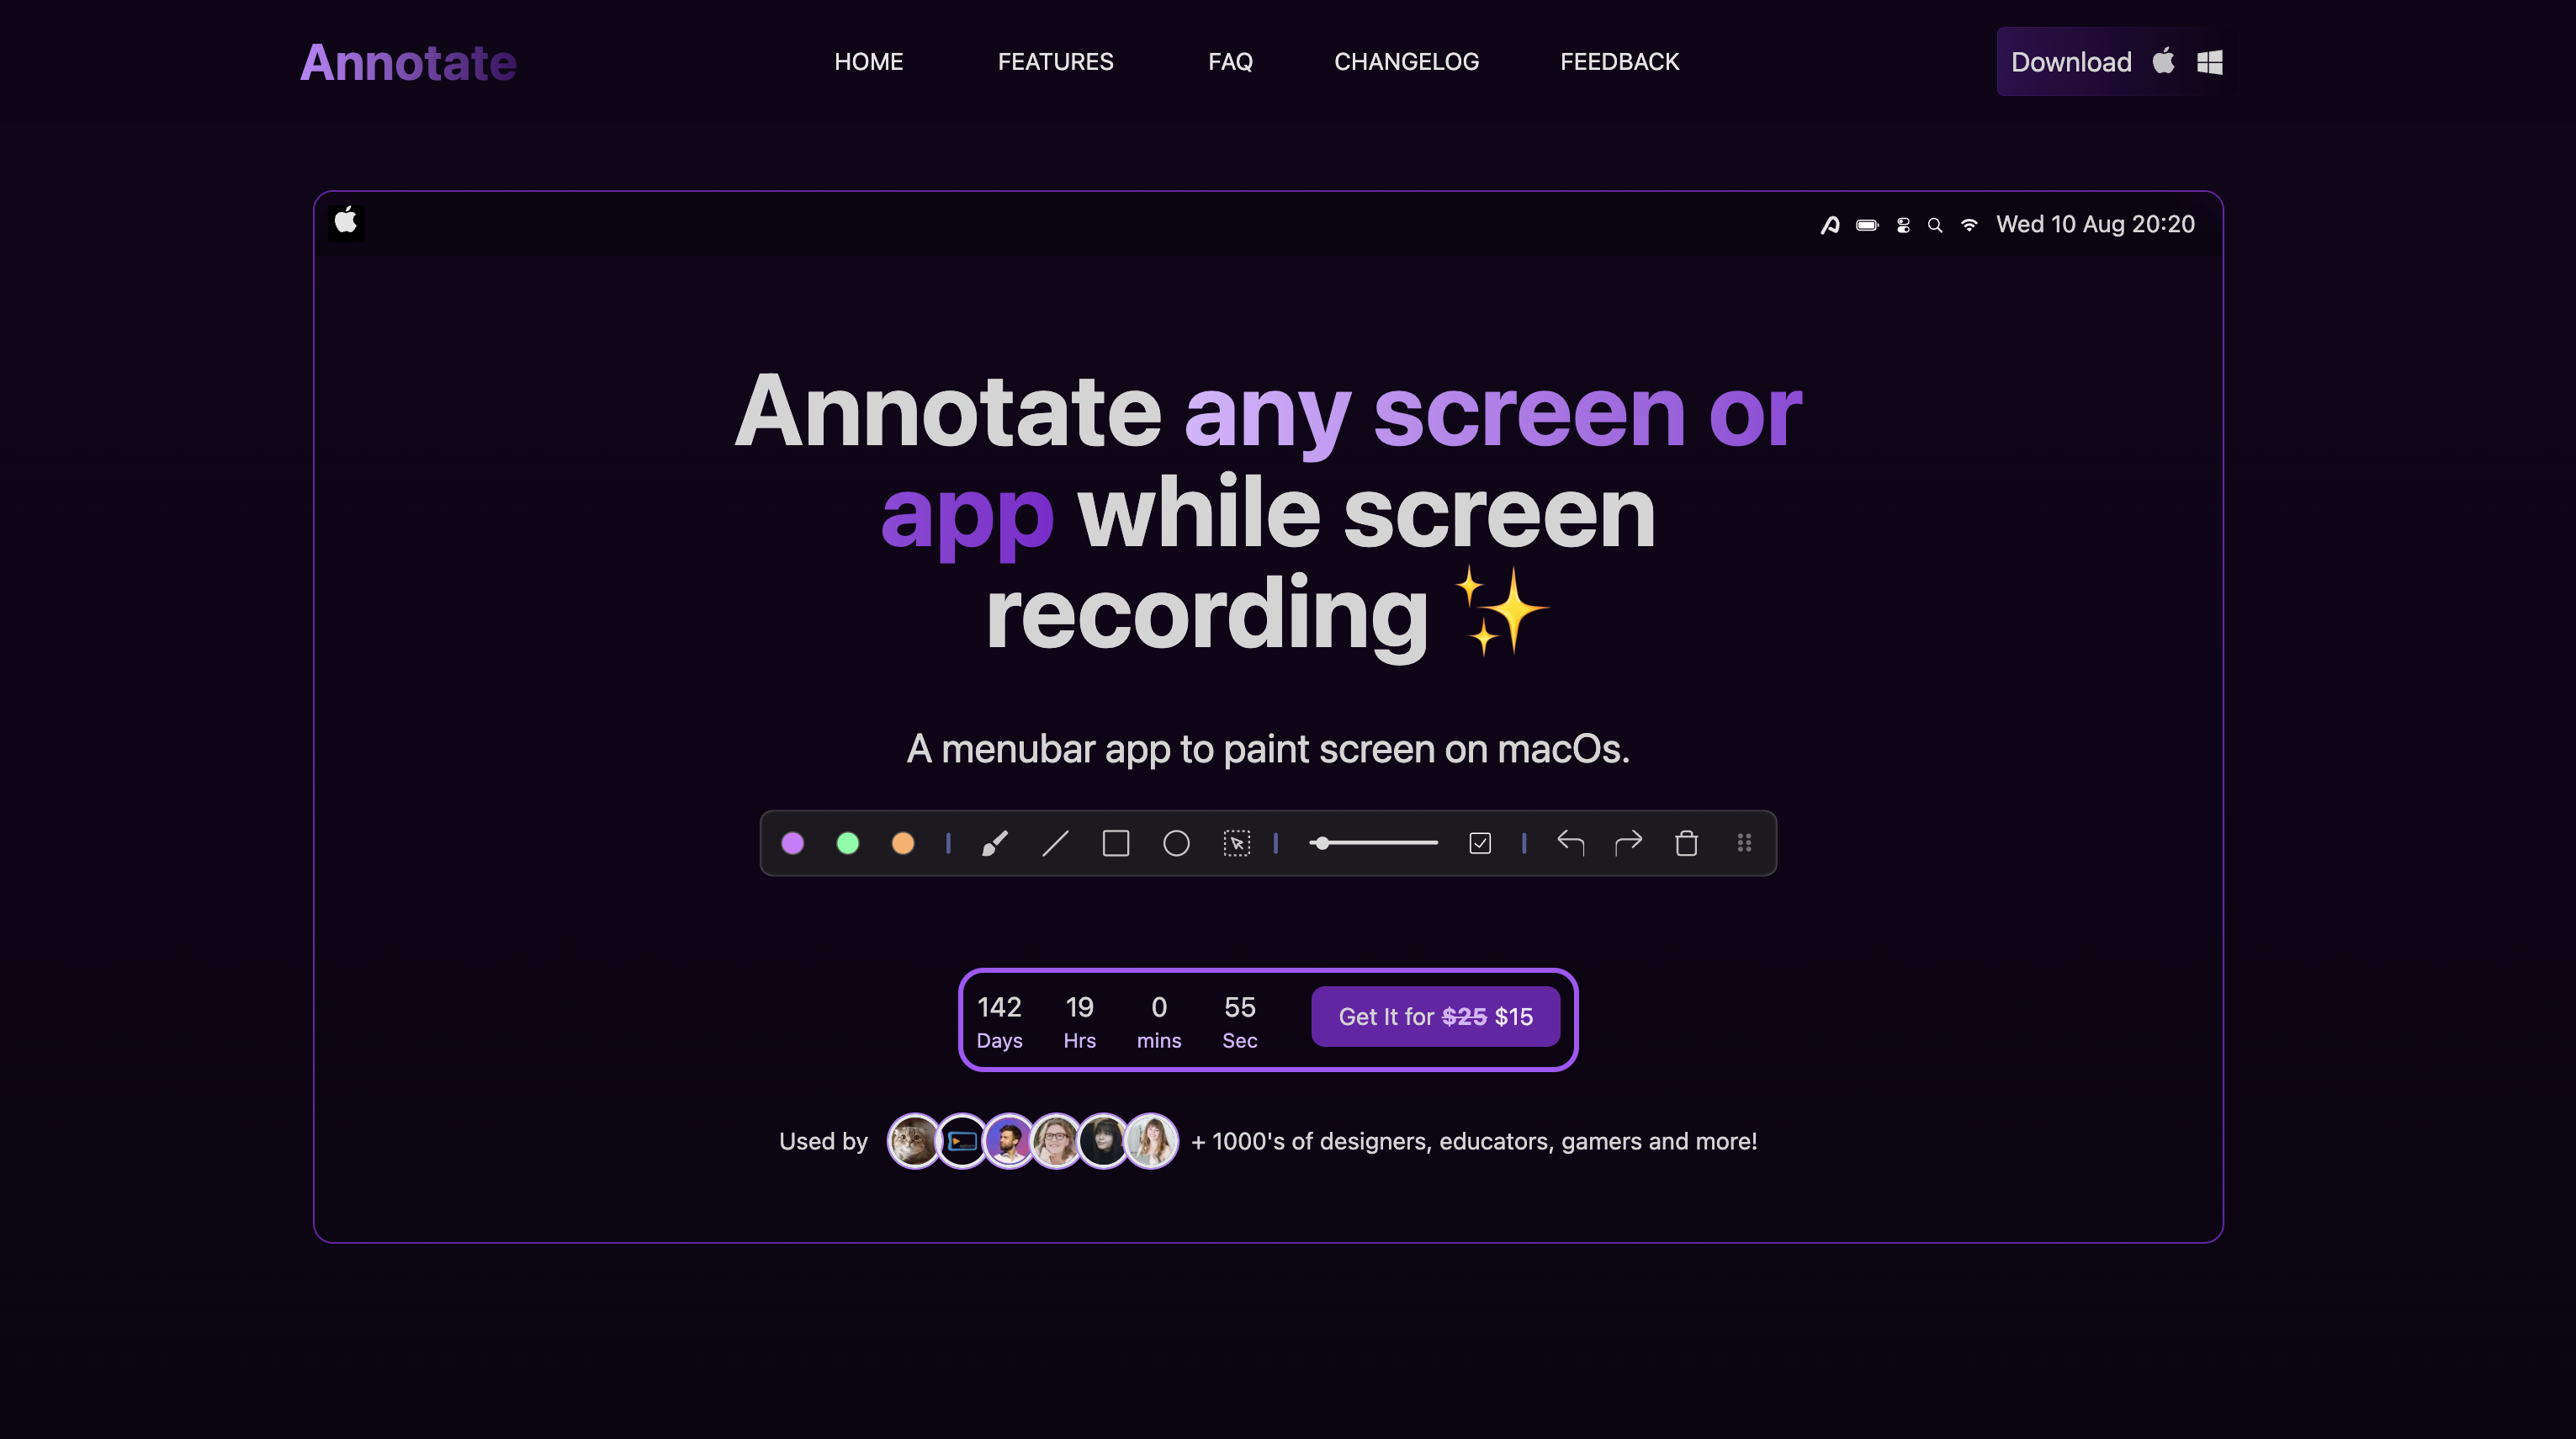 Annotate
HOME FEATURES FAQ CHANGELOG FEEDBACK
Download
Wed 10 Aug 20:20
Annotate any screen or
app while screen
recording ✨
A menubar app to paint screen on macOs.
142 19 0 55
Days Hrs mins Sec
Get It for $25 $15
Used by + 1000's of designers, educators, gamers and more!